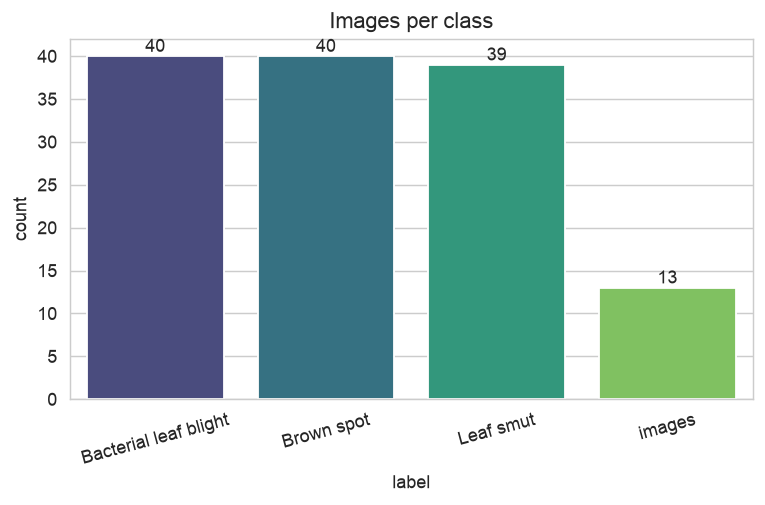 Images per class
40 40 39 13
40
35
30
25
20
15
10
5
0
count
Bacterial leaf blight
Brown spot
Leaf smut
images
label